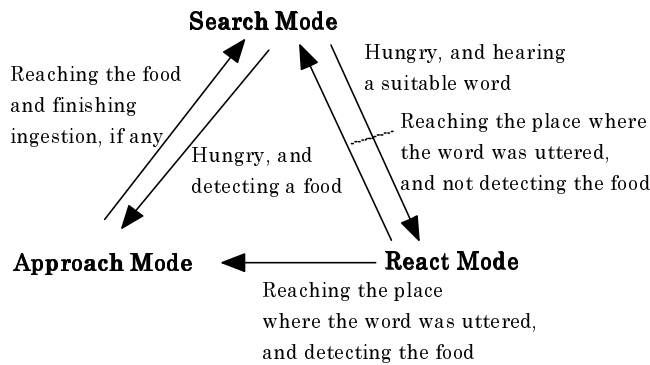 Search Mode
Reaching the food
and finishing
ingestion, if any
Hungry, and
detecting a food
Hungry, and hearing
a suitable word
Reaching the place where
the word was uttered,
and not detecting the food
Approach Mode
React Mode
Reaching the place
where the word was uttered,
and detecting the food